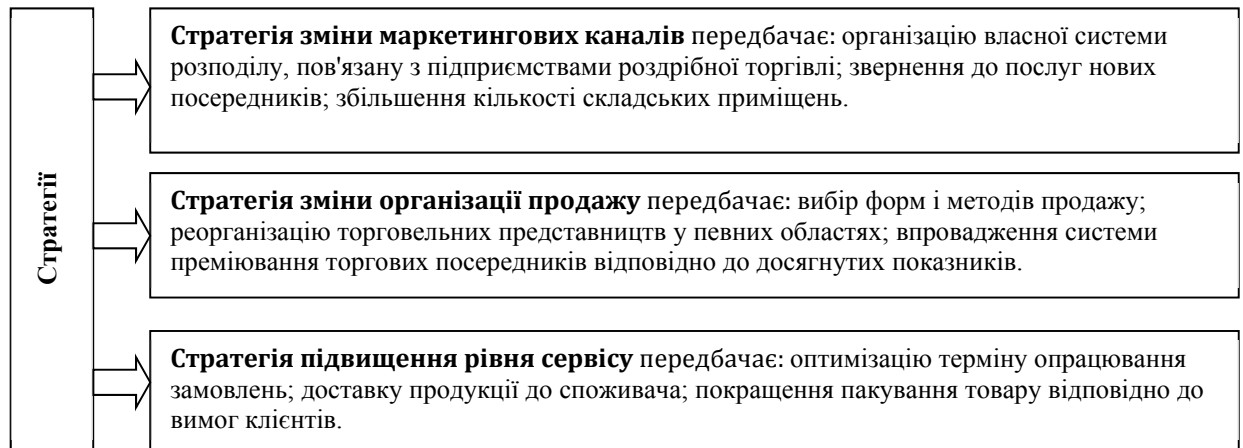 Стратегії
Стратегія зміни маркетингових каналів передбачає: організацію власної системи
розподілу, пов'язану з підприємствами роздрібної торгівлі; звернення до послуг нових
посередників; збільшення кількості складських приміщень.
Стратегія зміни організації продажу передбачає: вибір форм і методів продажу;
реорганізацію торговельних представництв у певних областях; впровадження системи
преміювання торгових посередників відповідно до досягнутих показників.
Стратегія підвищення рівня сервісу передбачає: оптимізацію терміну опрацювання
замовлень; доставку продукції до споживача; покращення пакування товару відповідно до
вимог клієнтів.